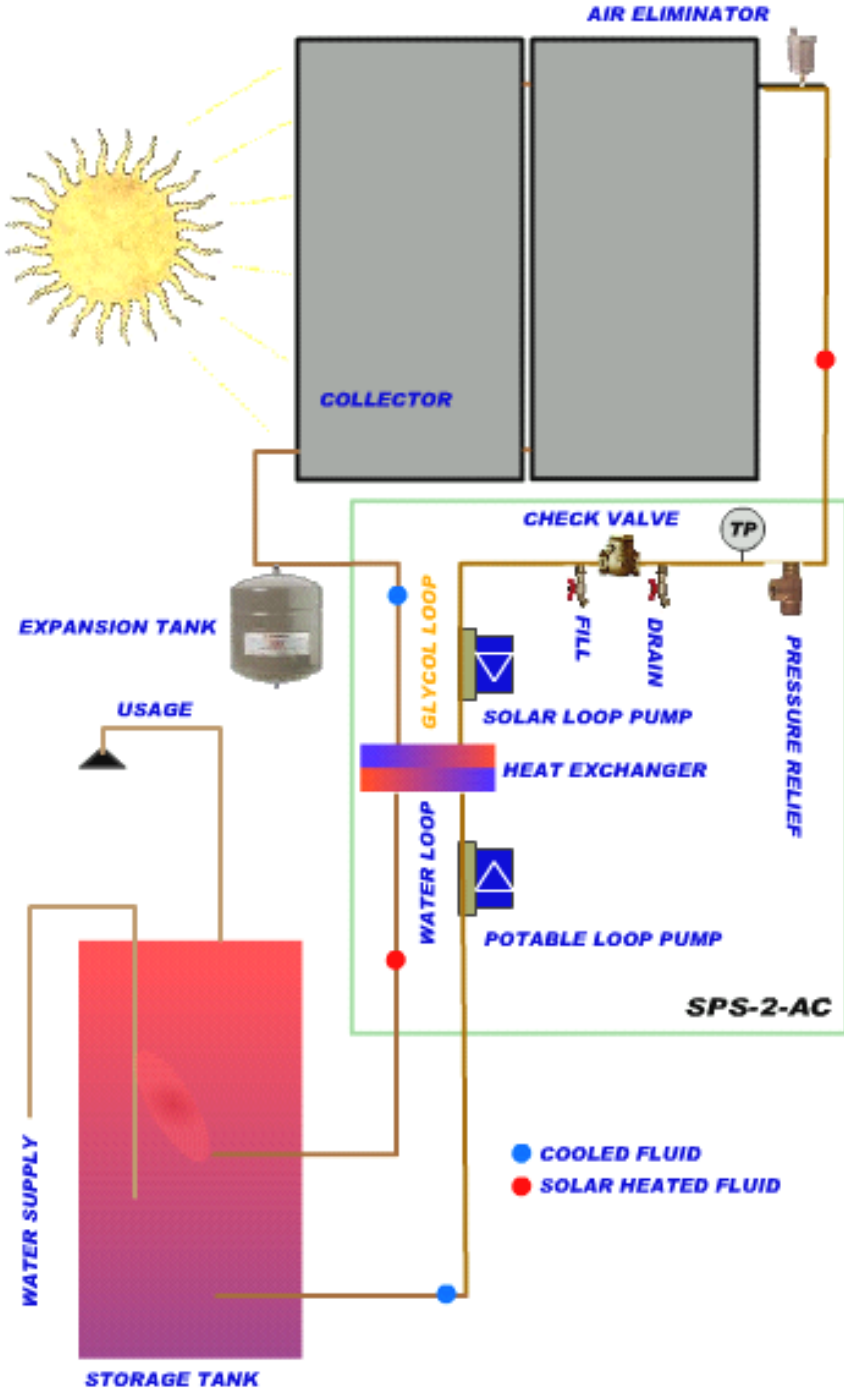 AIR ELIMINATOR
COLLECTOR
CHECK VALVE
TP
EXPANSION TANK
GLYCOL LOOP
FILL
DRAIN
PRESSURE RELIEF
USAGE
SOLAR LOOP PUMP
HEAT EXCHANGER
WATER LOOP
POTABLE LOOP PUMP
SPS-2-AC
WATER SUPPLY
COOLED FLUID
SOLAR HEATED FLUID
STORAGE TANK